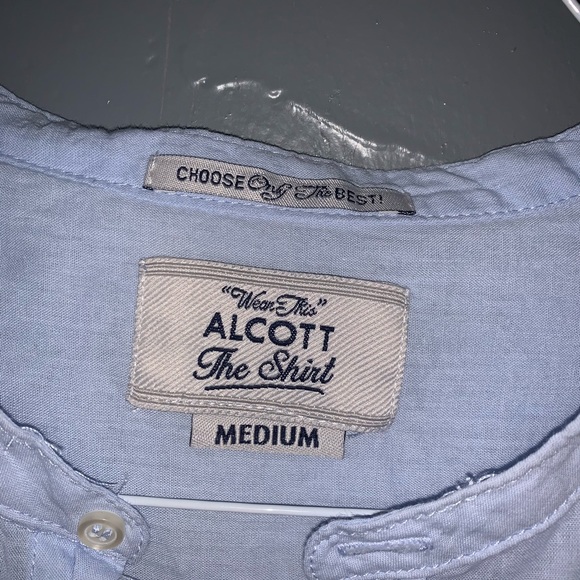 CHOOSE Only The BEST!
"Wear This"
ALCOTT
The Shirt
MEDIUM